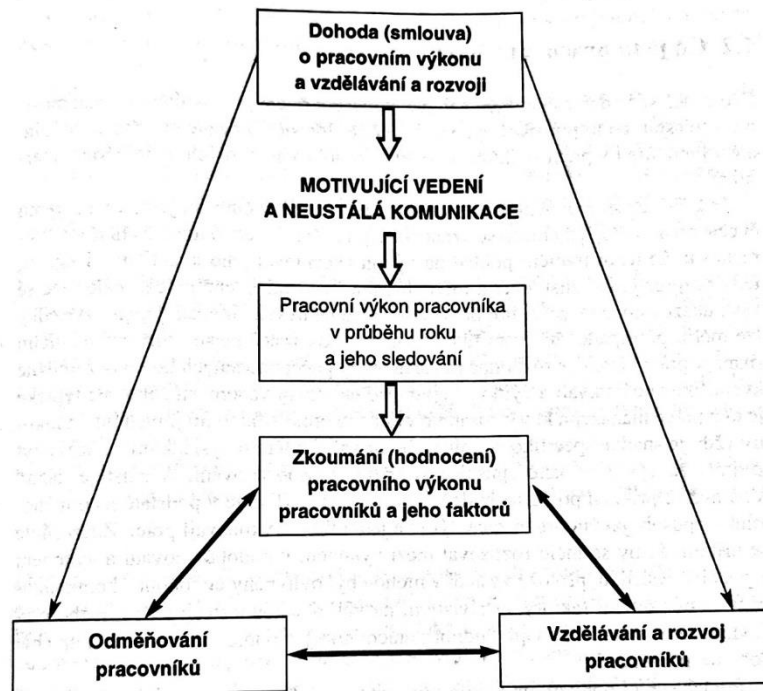 Dohoda (smlouva)
o pracovním výkonu
a vzdělávání a rozvoji
MOTIVUJÍCÍ VEDENÍ
A NEUSTÁLÁ KOMUNIKACE
Pracovní výkon pracovníka
v průběhu roku
a jeho sledování
Zkoumání (hodnocení)
pracovního výkonu
pracovníků a jeho faktorů
Odměňování
pracovníků
Vzdělávání a rozvoj
pracovníků